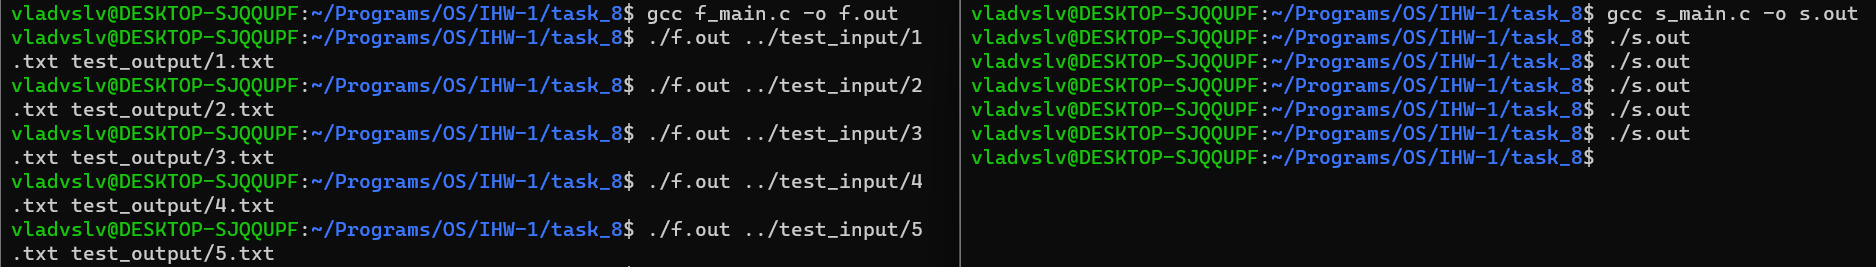 vladvslv@DESKTOP-SJQQUPF:~/Programs/OS/IHW-1/task_8$ gcc f_main.c -o f.out
vladvslv@DESKTOP-SJQQUPF:~/Programs/OS/IHW-1/task_8$ ./f.out ../test_input/1
.txt test_output/1.txt
vladvslv@DESKTOP-SJQQUPF:~/Programs/OS/IHW-1/task_8$ ./f.out ../test_input/2
.txt test_output/2.txt
vladvslv@DESKTOP-SJQQUPF:~/Programs/OS/IHW-1/task_8$ ./f.out ../test_input/3
.txt test_output/3.txt
vladvslv@DESKTOP-SJQQUPF:~/Programs/OS/IHW-1/task_8$ ./f.out ../test_input/4
.txt test_output/4.txt
vladvslv@DESKTOP-SJQQUPF:~/Programs/OS/IHW-1/task_8$ ./f.out ../test_input/5
.txt test_output/5.txt
vladvslv@DESKTOP-SJQQUPF:~/Programs/OS/IHW-1/task_8$ gcc s_main.c -o s.out
vladvslv@DESKTOP-SJQQUPF:~/Programs/OS/IHW-1/task_8$ ./s.out
vladvslv@DESKTOP-SJQQUPF:~/Programs/OS/IHW-1/task_8$ ./s.out
vladvslv@DESKTOP-SJQQUPF:~/Programs/OS/IHW-1/task_8$ ./s.out
vladvslv@DESKTOP-SJQQUPF:~/Programs/OS/IHW-1/task_8$ ./s.out
vladvslv@DESKTOP-SJQQUPF:~/Programs/OS/IHW-1/task_8$ ./s.out
vladvslv@DESKTOP-SJQQUPF:~/Programs/OS/IHW-1/task_8$